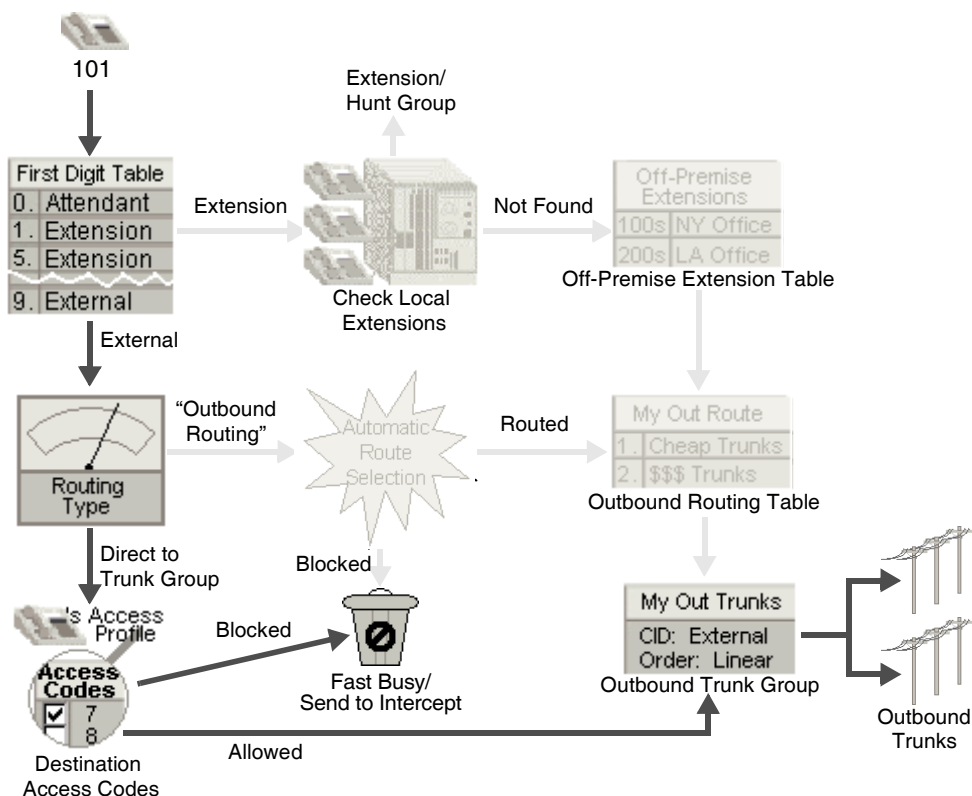 101
Extension/
Hunt Group
First Digit Table
0. Attendant
1. Extension
5. Extension
9. External
Extension
Check Local
Extensions
Not Found
Off-Premise
Extensions
100s NY Office
200s LA Office
Off-Premise Extension Table
External
Routing
Type
“Outbound
Routing”
Automatic
Route
Selection
Routed
My Out Route
1. Cheap Trunks
2. $$$ Trunks
Outbound Routing Table
Direct to
Trunk Group
Blocked
's Access
Profile
Access
Codes
7
8
Destination
Access Codes
Blocked
Fast Busy/
Send to Intercept
Allowed
My Out Trunks
CID: External
Order: Linear
Outbound Trunk Group
Outbound
Trunks